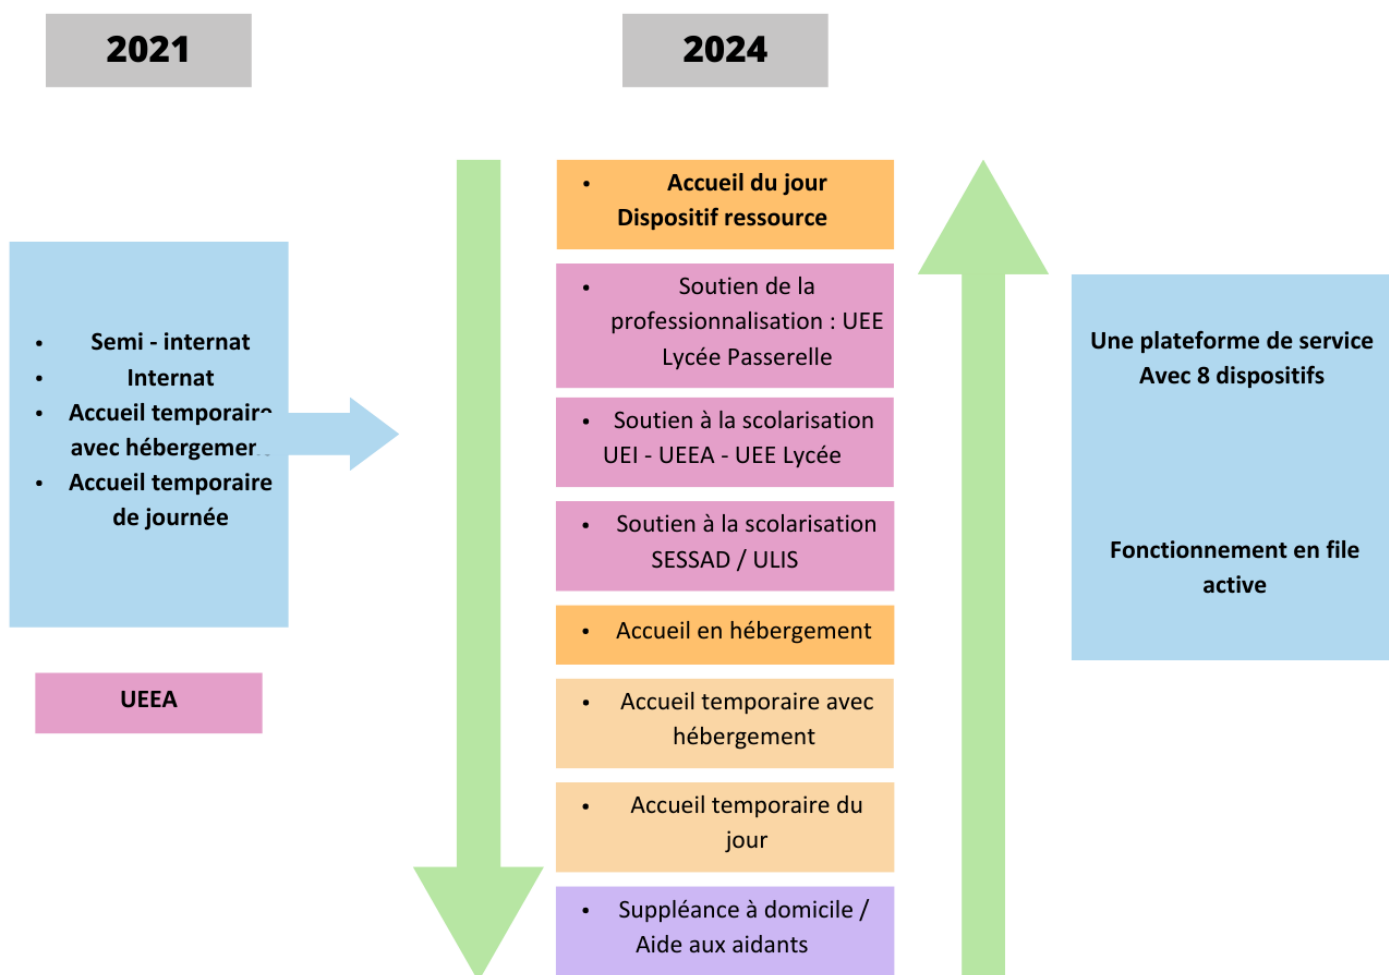 2021
2024
• Semi - internat
• Internat
• Accueil temporaire
avec hébergement
• Accueil temporaire
de journée
UEEA
• Accueil du jour
Dispositif ressource
• Soutien de la
professionnalisation : UEE
Lycée Passerelle
• Soutien à la scolarisation
UEI - UEEA - UEE Lycée
• Soutien à la scolarisation
SESSAD / ULIS
• Accueil en hébergement
• Accueil temporaire avec
hébergement
• Accueil temporaire du
jour
• Suppléance à domicile /
Aide aux aidants
Une plateforme de service
Avec 8 dispositifs
Fonctionnement en file
active